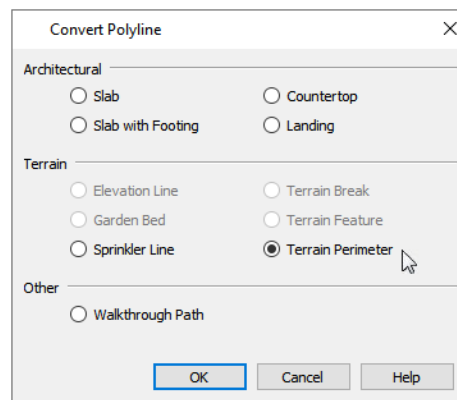 Convert Polyline
Architectural
Slab Countertop
Slab with Footing Landing
Terrain
Elevation Line Terrain Break
Garden Bed Terrain Feature
Sprinkler Line Terrain Perimeter
Other
Walkthrough Path
OK Cancel Help